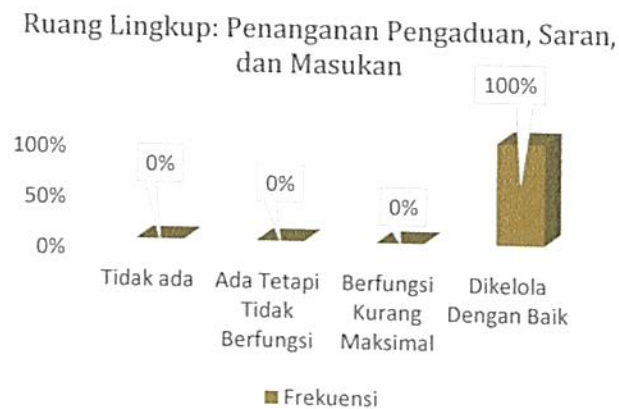 Ruang Lingkup: Penanganan Pengaduan, Saran,
dan Masukan
100%
100%
50%
0%
0%
0%
0%
Tidak ada
Ada Tetapi
Tidak
Berfungsi
Berfungsi
Kurang
Maksimal
Dikelola
Dengan Baik
Frekuensi